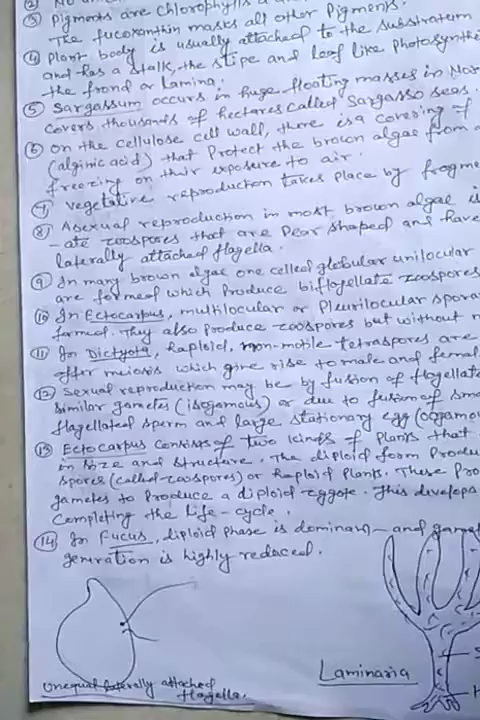 ③ Pigments are Chlorophylls a
The fucoxanthin masks all other Pigments.
④ Plant body is usually attached to the substratum
and has a stalk, the stipe and leaf like Photosynthe
the frond or Lamina.
⑤ Sargassum occurs in huge floating masses in Nor
covers thousands of hectares called Sargasso seas.
⑥ on the cellulose cell wall, there is a covering of
(alginic acid) that Protect the brown algae from
freezing on their exposure to air.
⑦ Vegetative reproduction takes place by fragme
⑧ Asexual reproduction in most brown algae is
-ate zoospores that are Pear shaped and have
laterally attached flagella.
⑨ In many brown algae one celled globular unilocular
are formed which Produce biflagellate zoospores
⑩ In Ectocarpus, multilocular or Pleurilocular spora
formed. They also Produce zoospores but without
⑪ In Dictyota, haploid, non-motile tetraspores are
after meiosis which give rise to male and femal
⑫ Sexual reproduction may be by fusion of flagellat
similar gametes (isogamous) or due to fusion of sma
flagellated sperm and large stationary egg (oogamou
⑬ Ectocarpus consists of two kinds of Plants that
in size and structure. The diploid form Produ
spores (called zoospores) or haploid Plants. These Pro
gametes to Produce a diploid zygote. This develops
Completing the life-cycle.
⑭ In Fucus, diploid phase is dominant and game
generation is highly reduced.
Unequal laterally attached
flagella.
Laminaria
S
H